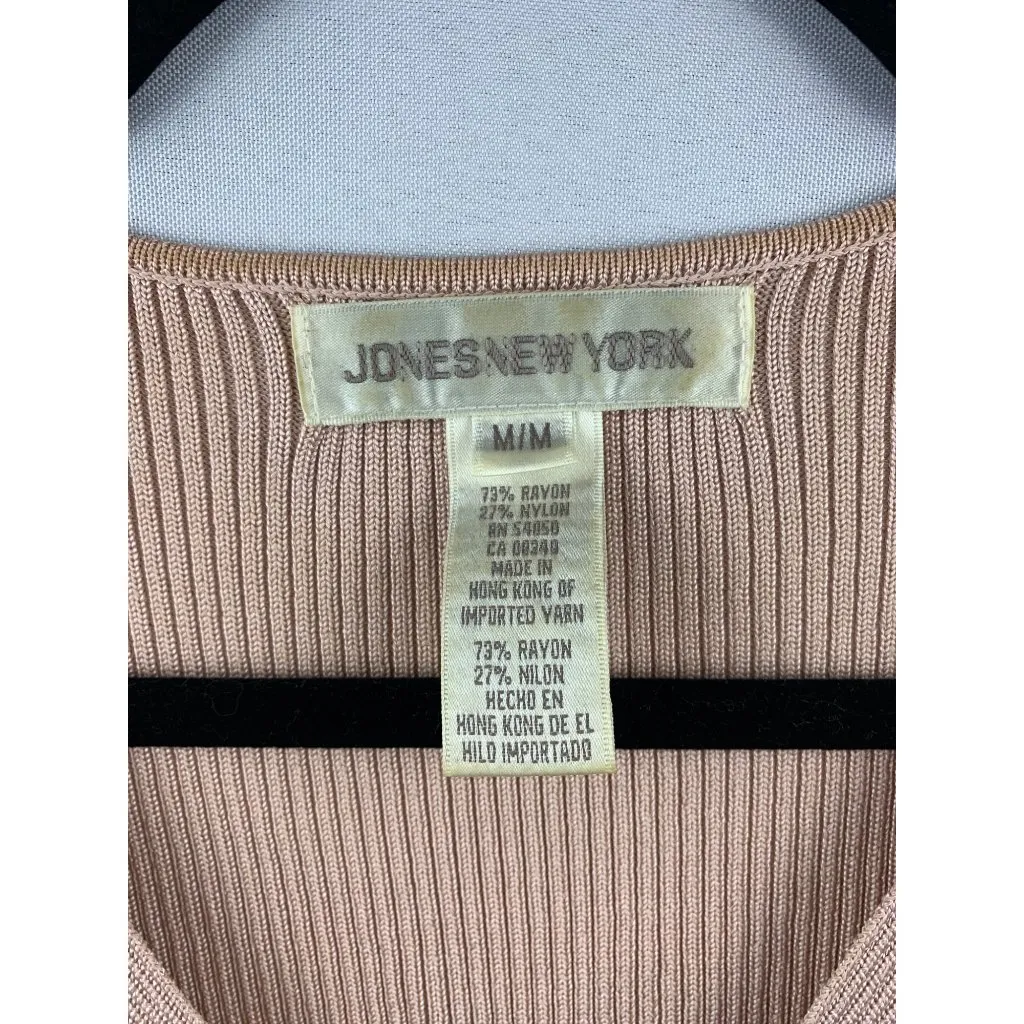 JONES NEW YORK
M/M
73% RAYON
27% NYLON
RN 54050
CA 00340
MADE IN
HONG KONG OF
IMPORTED YARN
73% RAYON
27% NILON
HECHO EN
HONG KONG DE EL
HILO IMPORTADO